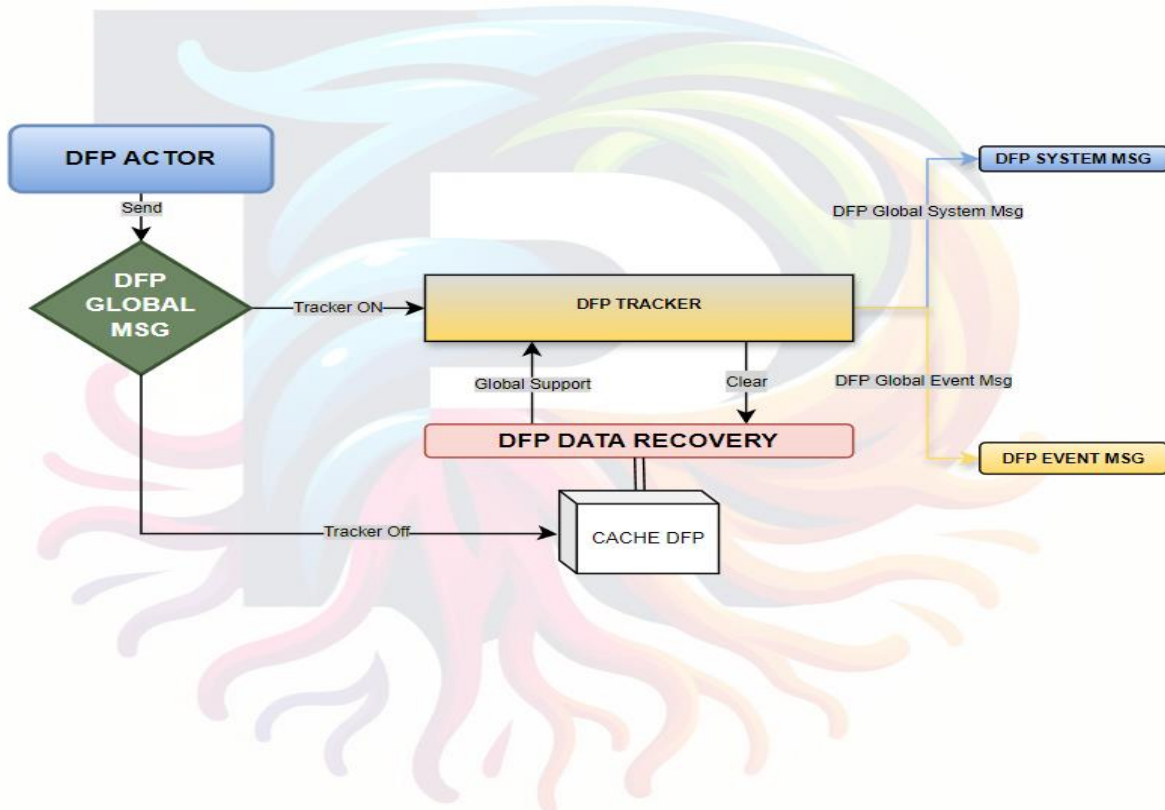 DFP ACTOR
DFP SYSTEM MSG
Send
DFP Global System Msg
DFP
GLOBAL
MSG
Tracker ON
DFP TRACKER
Global Support
Clear
DFP Global Event Msg
DFP DATA RECOVERY
DFP EVENT MSG
Tracker Off
CACHE DFP